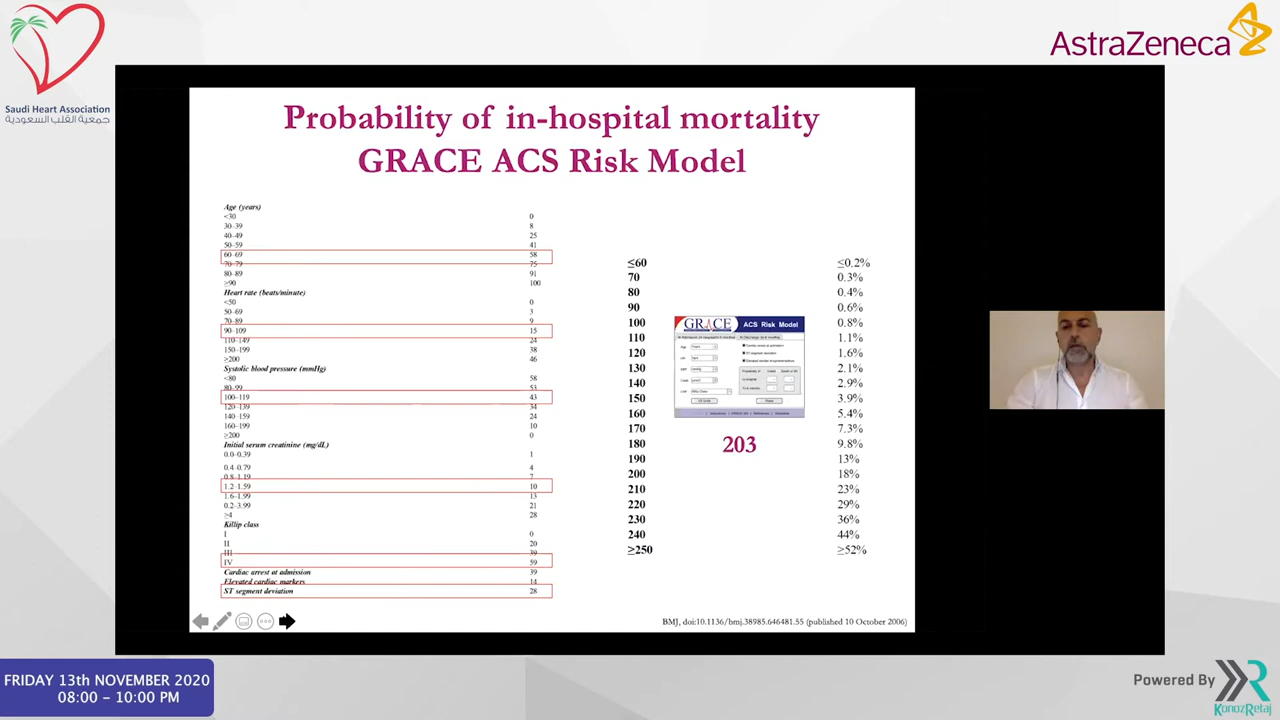 Saudi Heart Association
جمعية القلب السعودية
AstraZeneca
Probability of in-hospital mortality
GRACE ACS Risk Model
Age (years)
<30 0
30–39 8
40–49 25
50–59 41
60–69 58
70–79 75
80–89 91
≥90 100
Heart rate (beats/minute)
<50 0
50–69 3
70–89 9
90–109 15
110–149 24
150–199 38
≥200 46
Systolic blood pressure (mmHg)
<80 58
80–99 53
100–119 43
120–139 34
140–159 24
160–199 10
≥200 0
Initial serum creatinine (mg/dL)
0.0–0.39 1
0.4–0.79 4
0.8–1.19 7
1.2–1.59 10
1.6–1.99 13
0.2–3.99 21
≥4 28
Killip class
I 0
II 20
III 39
IV 59
Cardiac arrest at admission 39
Elevated cardiac markers 14
ST segment deviation 28
≤60 ≤0.2%
70 0.3%
80 0.4%
90 0.6%
100 0.8%
110 1.1%
120 1.6%
130 2.1%
140 2.9%
150 3.9%
160 5.4%
170 7.3%
180 9.8%
190 13%
200 18%
210 23%
220 29%
230 36%
240 44%
≥250 ≥52%
GRACE ACS Risk Model
203
BMJ, doi:10.1136/bmj.38985.646481.55 (published 10 October 2006)
FRIDAY 13th NOVEMBER 2020
08:00 – 10:00 PM
Powered By
KonozRetaj